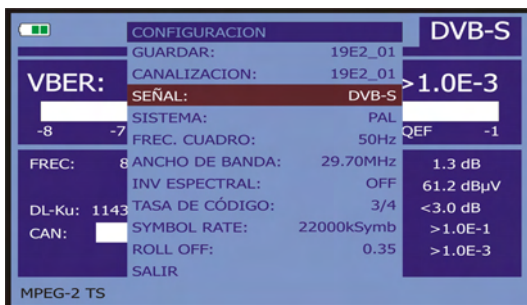 DVB-S
CONFIGURACION
GUARDAR: 19E2_01
CANALIZACION: 19E2_01
SEÑAL: DVB-S
SISTEMA: PAL
FREC. CUADRO: 50Hz
ANCHO DE BANDA: 29.70MHz
INV ESPECTRAL: OFF
TASA DE CÓDIGO: 3/4
SYMBOL RATE: 22000kSymb
ROLL OFF: 0.35
SALIR
VBER: >1.0E-3
-8 -7 QEF -1
FREC: 8 1.3 dB
61.2 dBµV
DL-Ku: 1143 <3.0 dB
CAN: >1.0E-1
>1.0E-3
MPEG-2 TS